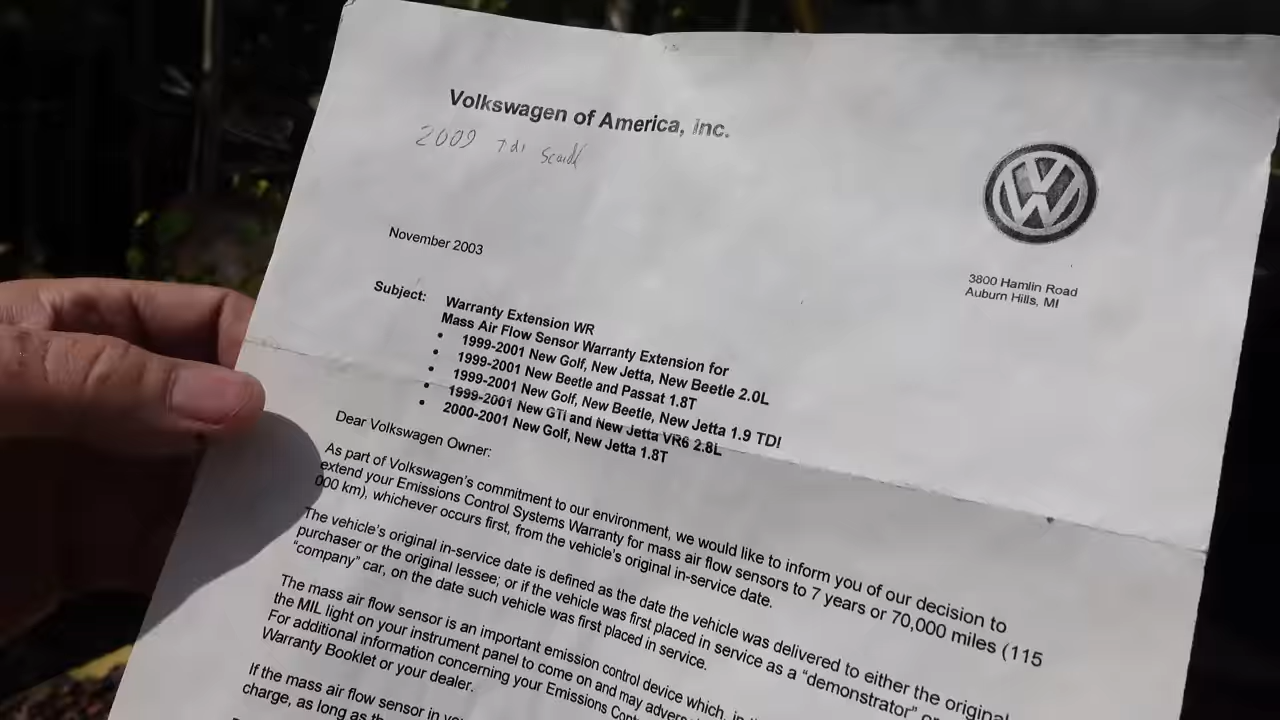 Volkswagen of America, Inc.
2009 Tdi
November 2003
3800 Hamlin Road
Auburn Hills, MI
Subject: Warranty Extension WR
Mass Air Flow Sensor Warranty Extension for
• 1999-2001 New Golf, New Jetta, New Beetle 2.0L
• 1999-2001 New Beetle and Passat 1.8T
• 1999-2001 New Golf, New Beetle, New Jetta 1.9 TDI
• 1999-2001 New GTI and New Jetta VR6 2.8L
• 2000-2001 New Golf, New Jetta 1.8T
Dear Volkswagen Owner:
As part of Volkswagen's commitment to our environment, we would like to inform you of our decision to
extend your Emissions Control Systems Warranty for mass air flow sensors to 7 years or 70,000 miles (115
000 km), whichever occurs first, from the vehicle's original in-service date.
The vehicle's original in-service date is defined as the date the vehicle was delivered to either the original
purchaser or the original lessee; or if the vehicle was first placed in service as a "demonstrator" or
"company" car, on the date such vehicle was first placed in service.
The mass air flow sensor is an important emission control device which,
the MIL light on your instrument panel to come on and may
For additional information concerning your Emissions
Warranty Booklet or your dealer.
If the mass air flow sensor in
charge, as long as